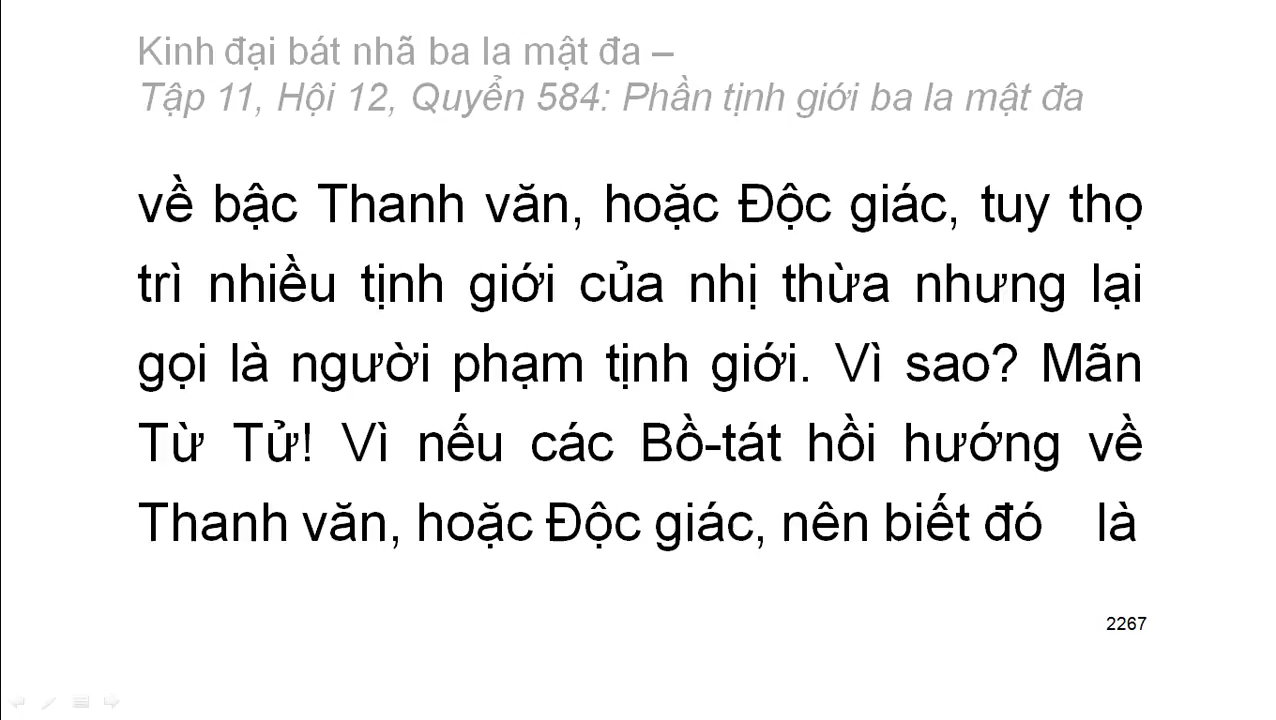 Kinh đại bát nhã ba la mật đa –
Tập 11, Hội 12, Quyển 584: Phần tịnh giới ba la mật đa
về bậc Thanh văn, hoặc Độc giác, tuy thọ
trì nhiều tịnh giới của nhị thừa nhưng lại
gọi là người phạm tịnh giới. Vì sao? Mãn
Từ Tử! Vì nếu các Bồ-tát hồi hướng về
Thanh văn, hoặc Độc giác, nên biết đó là
2267